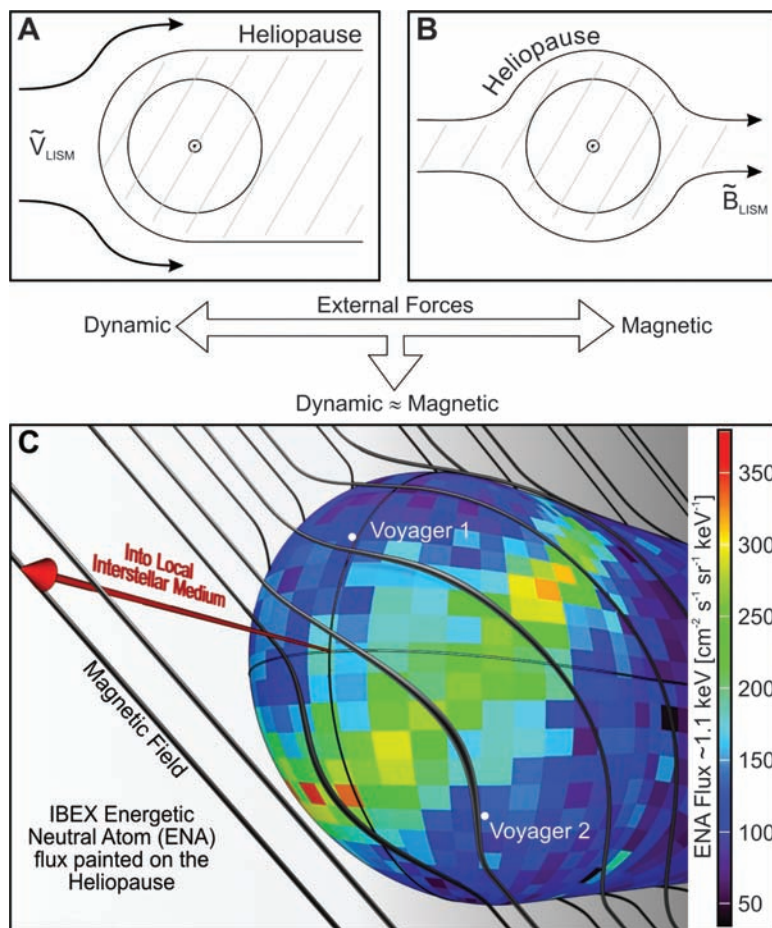 A
Heliopause
ṼLISM
B
Heliopause
B̃LISM
External Forces
Dynamic
Magnetic
Dynamic ≈ Magnetic
C
Voyager 1
Into Local
Interstellar Medium
Magnetic Field
IBEX Energetic
Neutral Atom (ENA)
flux painted on the
Heliopause
Voyager 2
ENA Flux ~1.1 keV [cm⁻² s⁻¹ sr⁻¹ keV⁻¹]
350
300
250
200
150
100
50